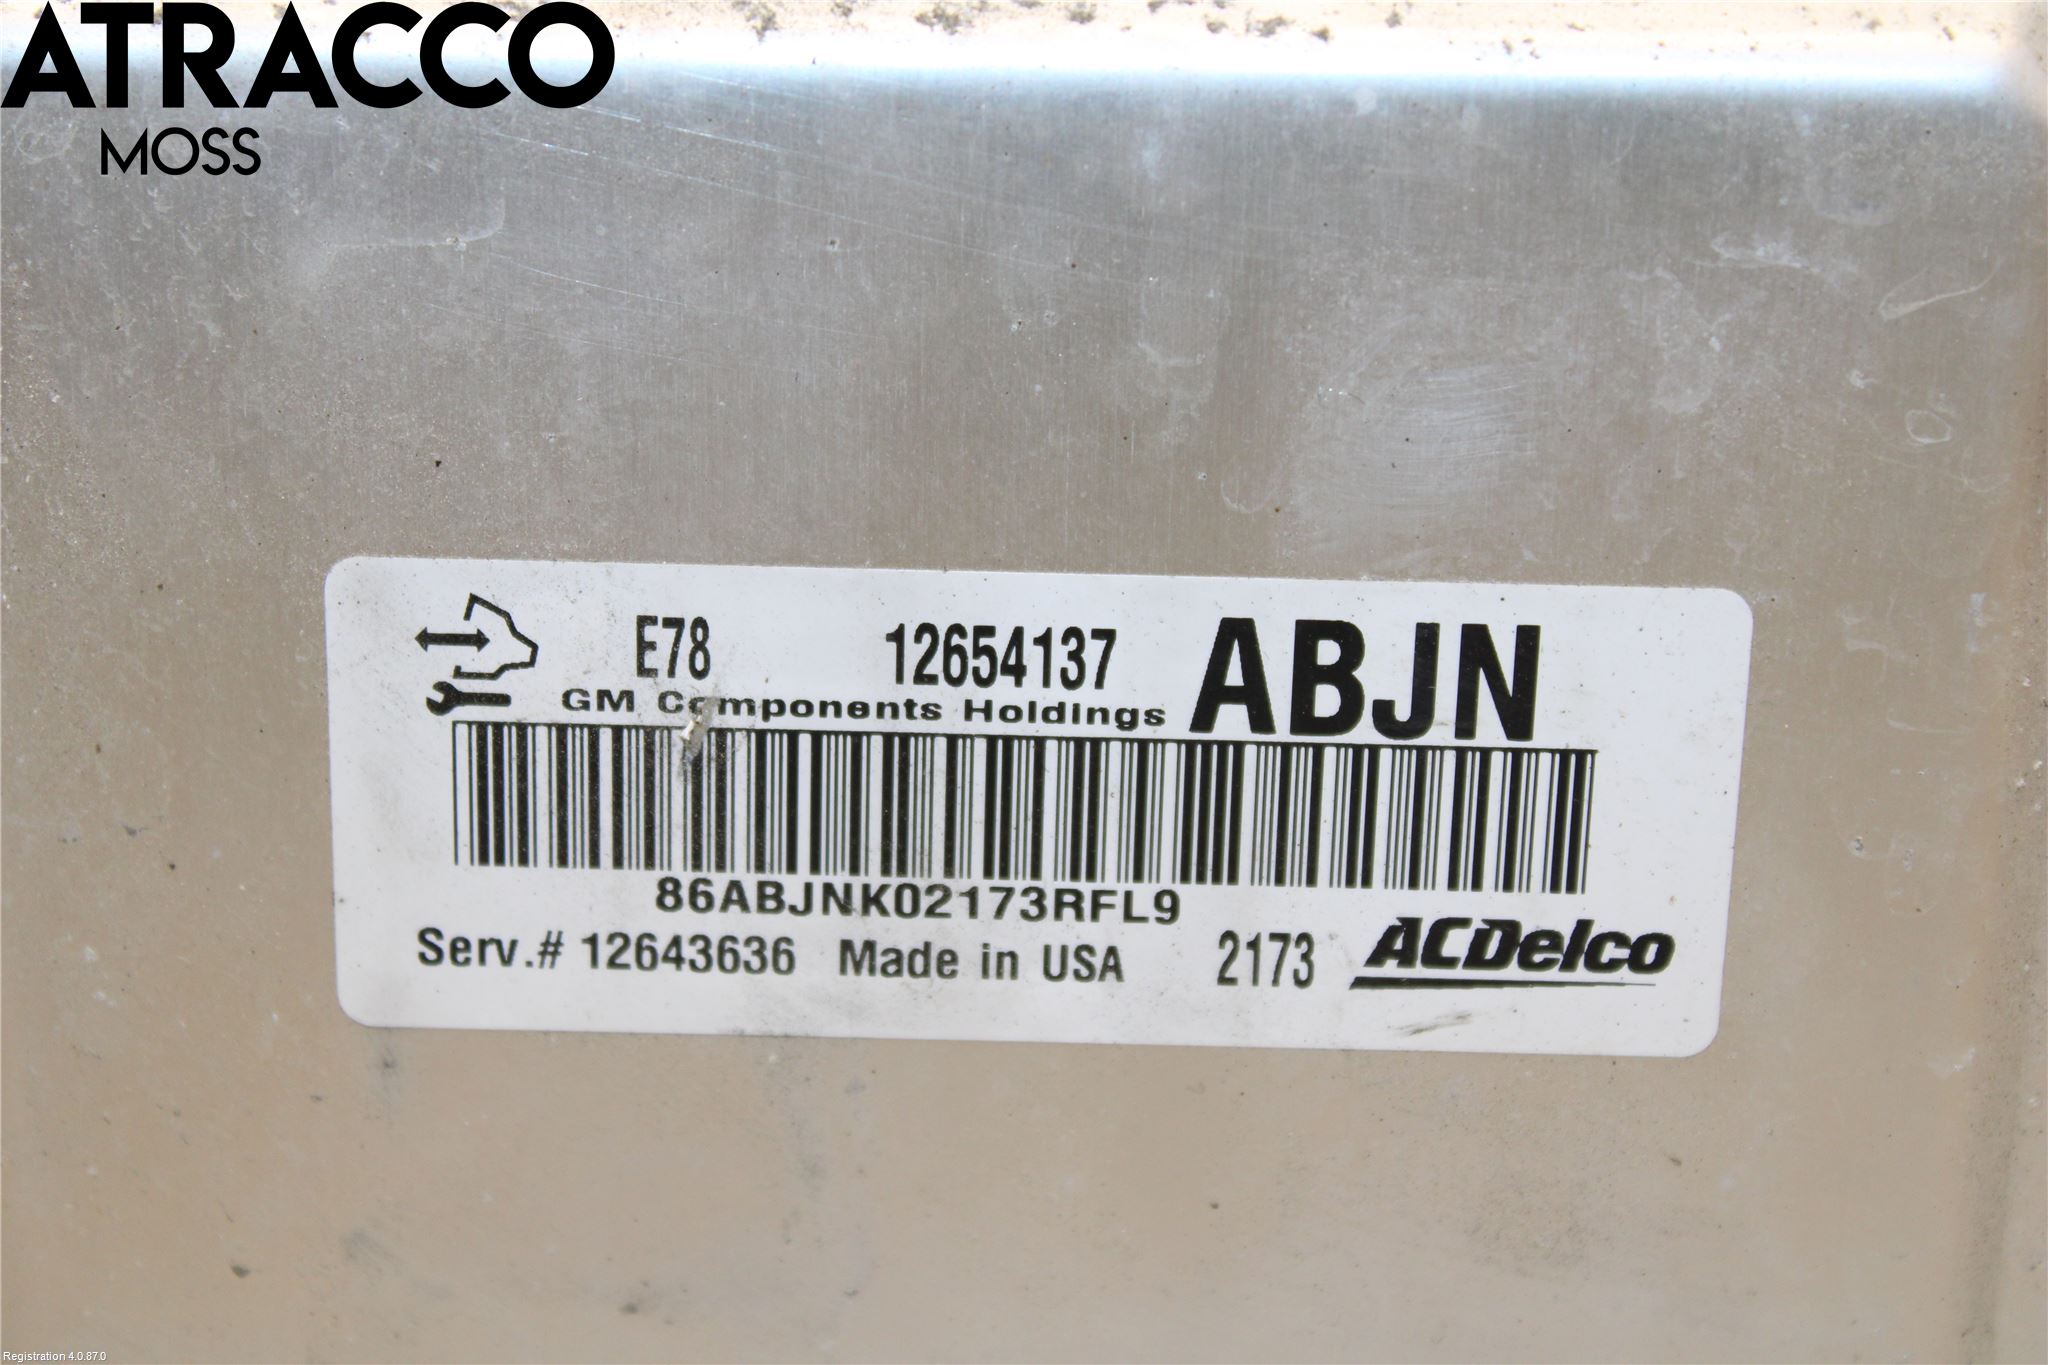 ATRACCO
MOSS
E78 12654137 ABJN
GM Components Holdings
86ABJNK02173RFL9
Serv.# 12643636 Made in USA 2173 ACDelco
Registration 4.0.87.0